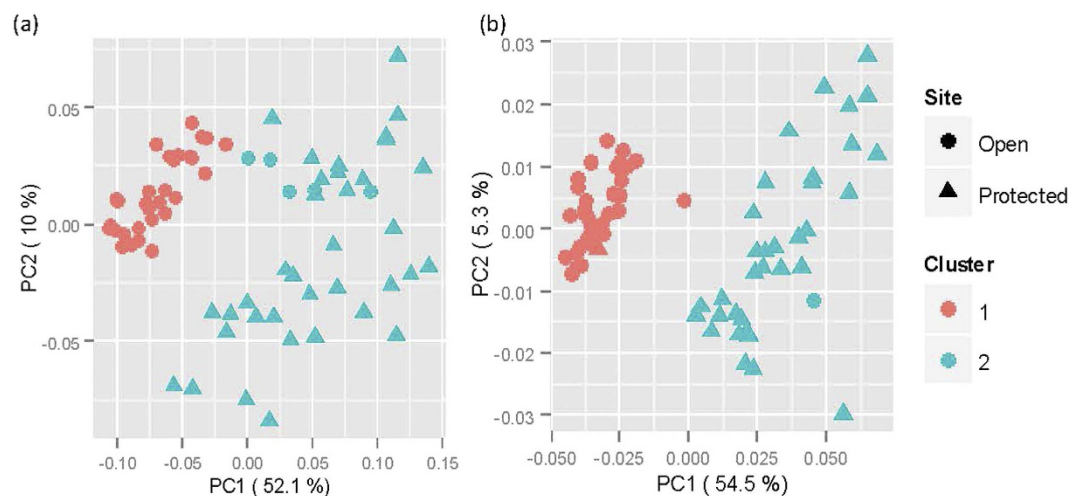 (a)
0.05
0.00
-0.05
PC2 ( 10 %)
-0.10 -0.05 0.00 0.05 0.10 0.15
PC1 ( 52.1 %)
(b)
0.03
0.02
0.01
0.00
-0.01
-0.02
-0.03
PC2 ( 5.3 %)
-0.050 -0.025 0.000 0.025 0.050
PC1 ( 54.5 %)
Site
Open
Protected
Cluster
1
2